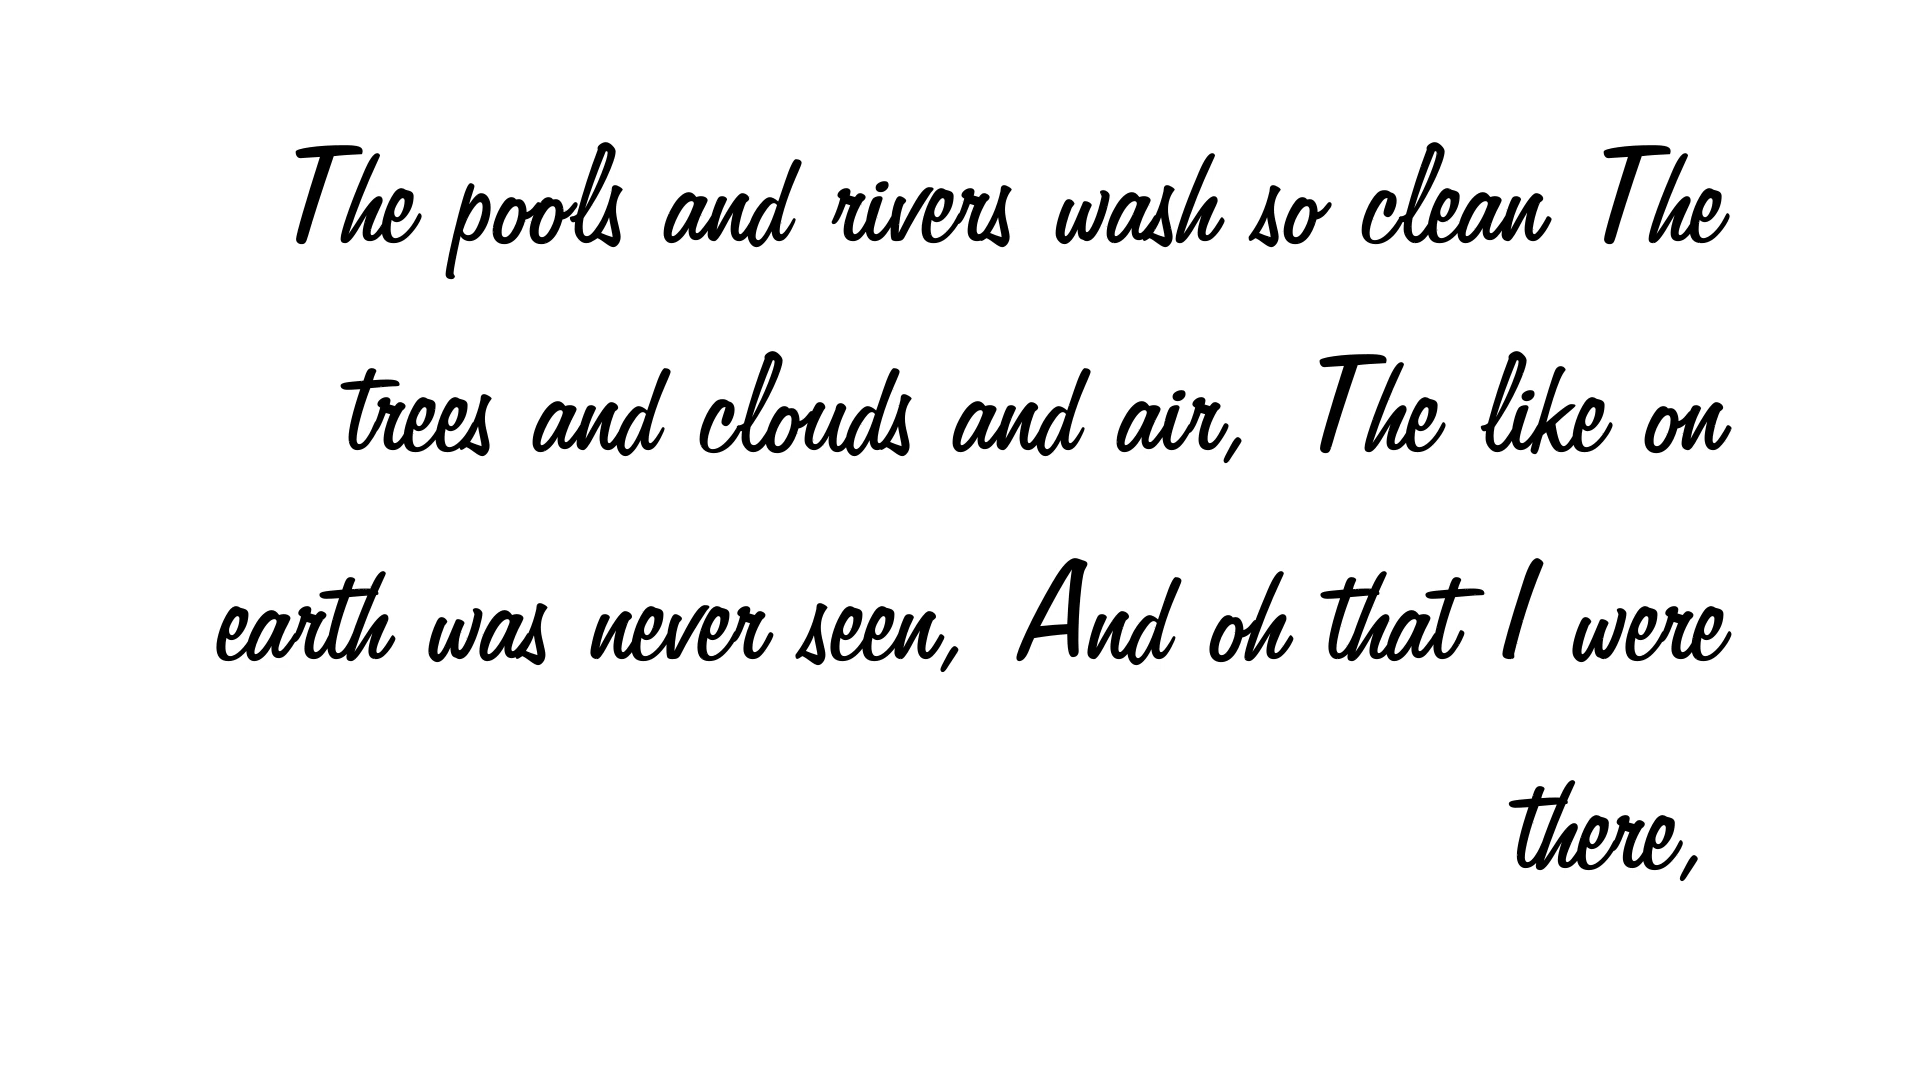 The pools and rivers wash so clean The
trees and clouds and air, The like on
earth was never seen, And oh that I were
there,